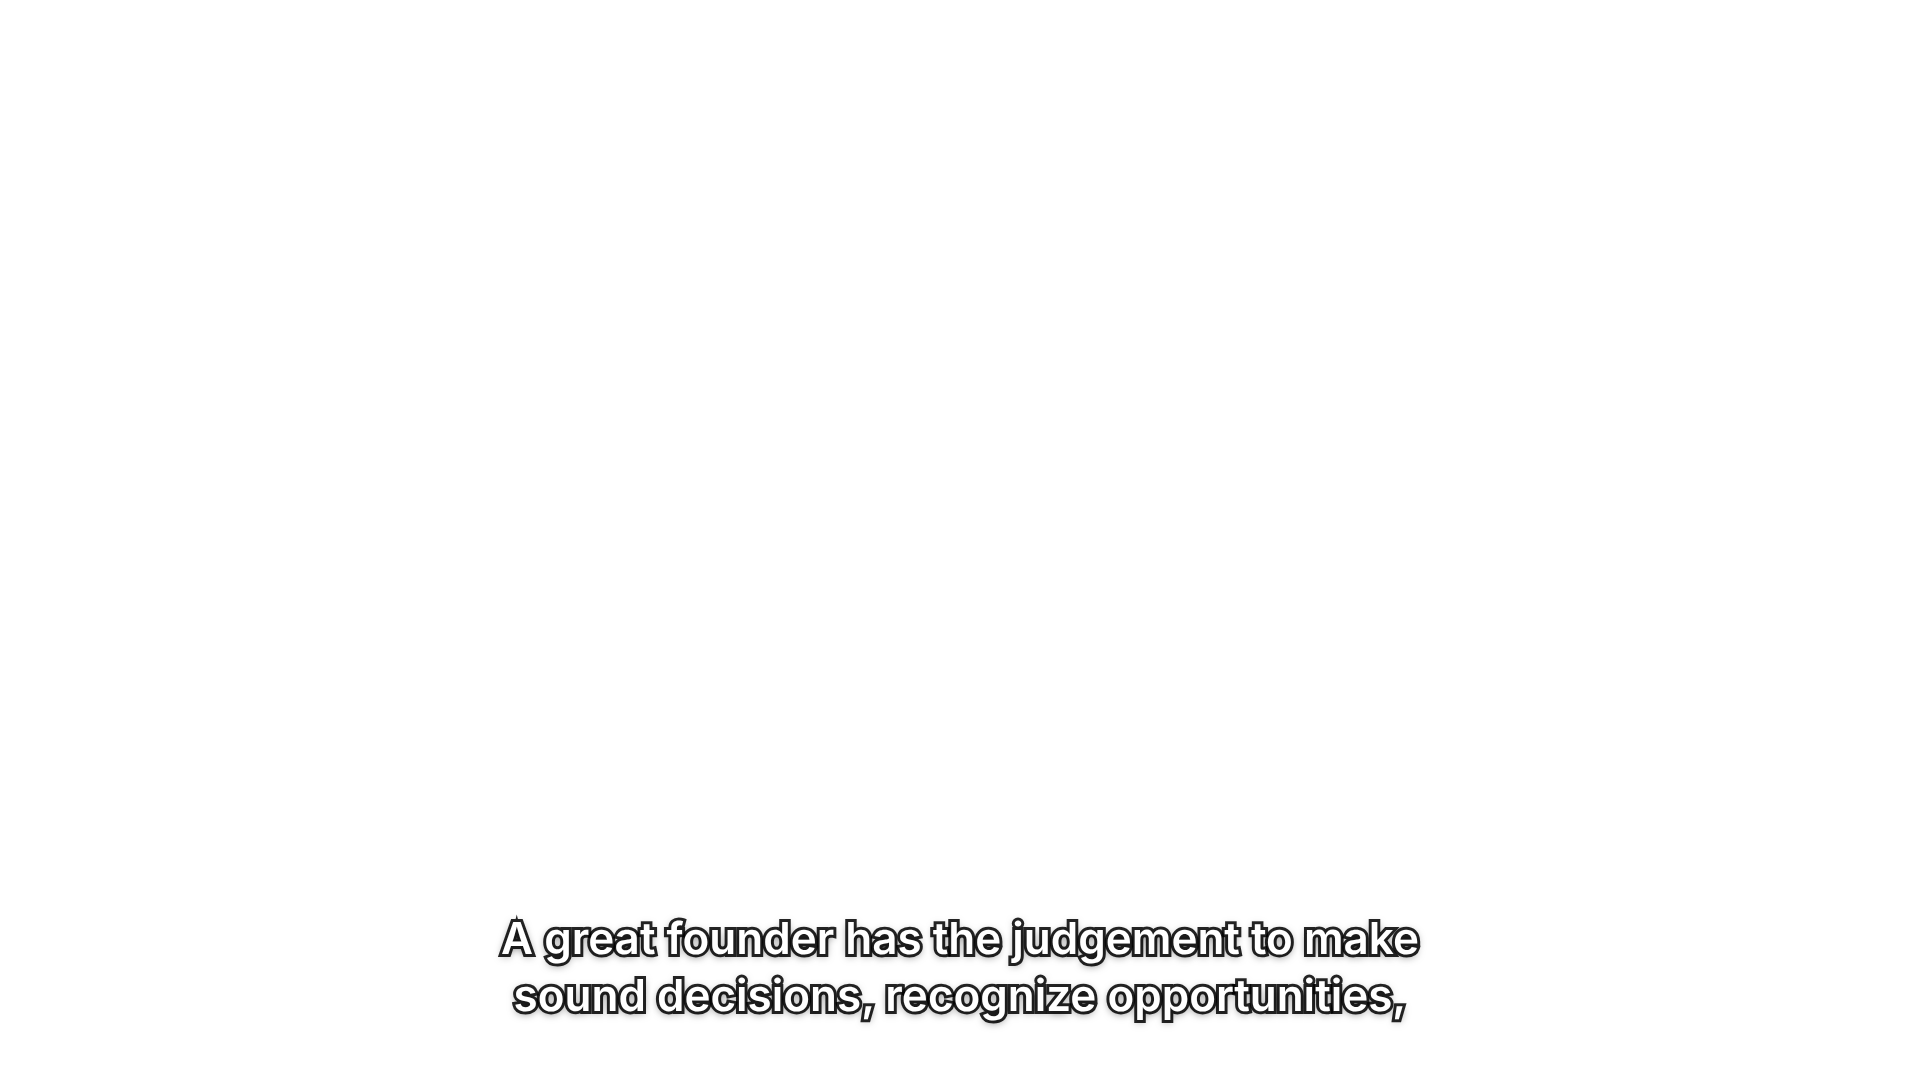 A great founder has the judgement to make
sound decisions, recognize opportunities,